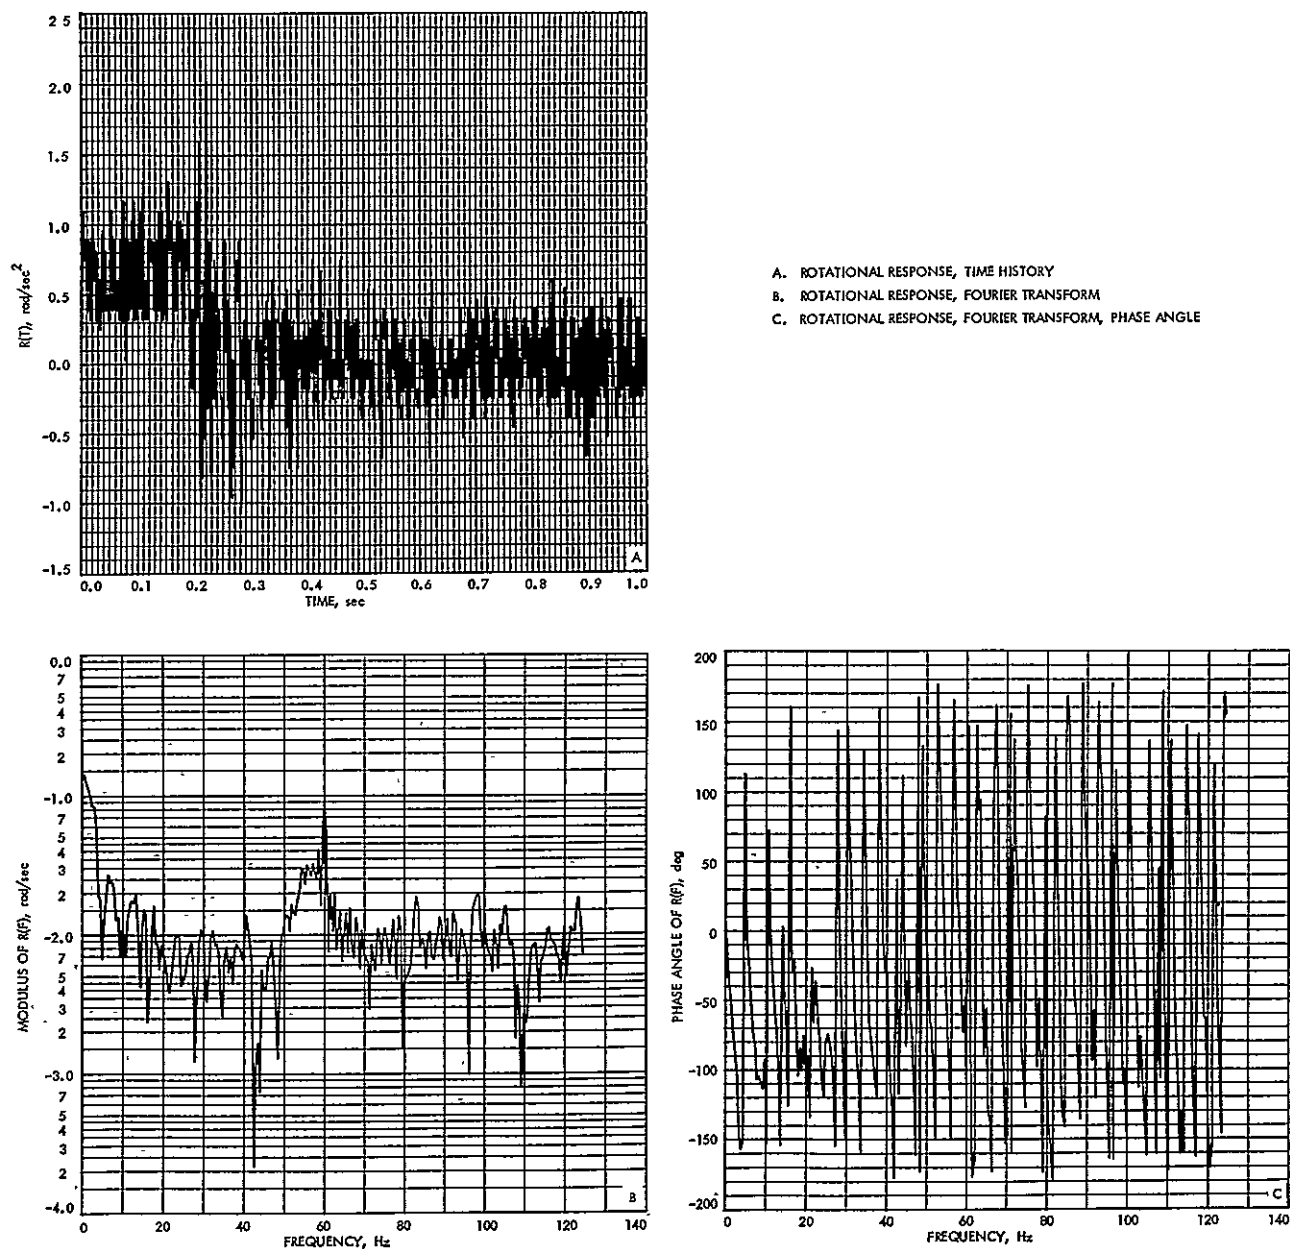 2 5
2.0
1.5
1.0
0.5
0.0
-0.5
-1.0
-1.5
R(T), rad/sec2
A
0.0 0.1 0.2 0.3 0.4 0.5 0.6 0.7 0.8 0.9 1.0
TIME, sec
A. ROTATIONAL RESPONSE, TIME HISTORY
B. ROTATIONAL RESPONSE, FOURIER TRANSFORM
C. ROTATIONAL RESPONSE, FOURIER TRANSFORM, PHASE ANGLE
0.0
7
5
4
3
2
-1.0
7
5
4
3
2
-2.0
7
5
4
3
2
-3.0
7
5
4
3
2
-4.0
MODULUS OF R(F), rad/sec
B
0 20 40 60 80 100 120 140
FREQUENCY, Hz
200
150
100
50
0
-50
-100
-150
-200
PHASE ANGLE OF R(F), deg
C
0 20 40 60 80 100 120 140
FREQUENCY, Hz